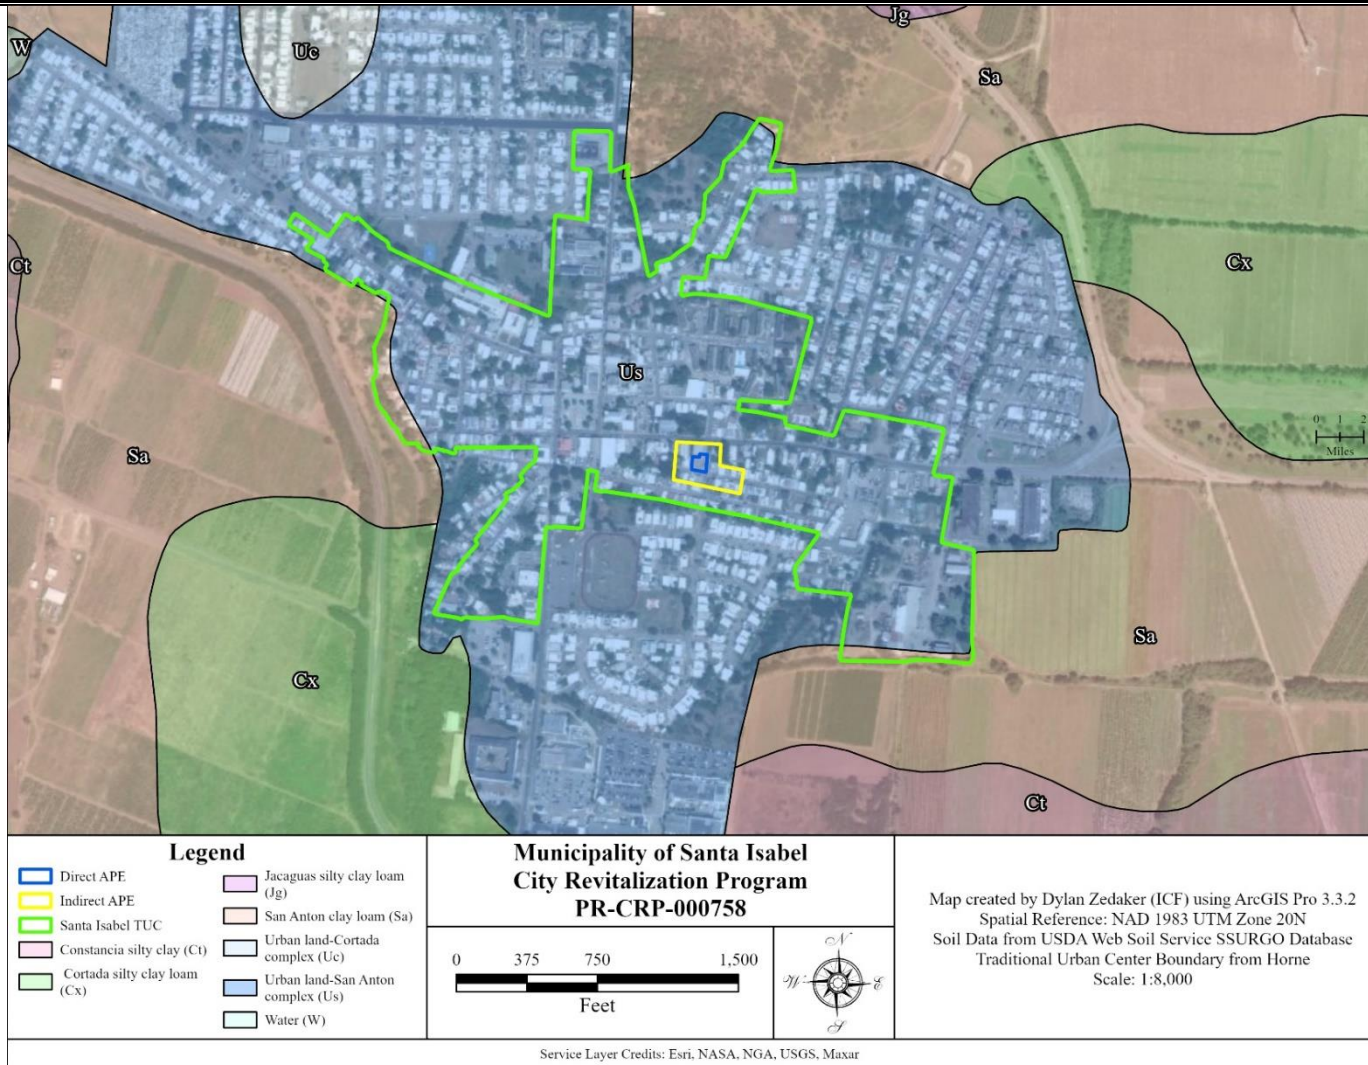 Jg
W
Uc
Sa
Cx
Ct
Us
0 1 2
Miles
Sa
Sa
Cx
Ct
Legend
Direct APE
Indirect APE
Santa Isabel TUC
Constancia silty clay (Ct)
Cortada silty clay loam
(Cx)
Jacaguas silty clay loam
(Jg)
San Anton clay loam (Sa)
Urban land-Cortada
complex (Uc)
Urban land-San Anton
complex (Us)
Water (W)
Municipality of Santa Isabel
City Revitalization Program
PR-CRP-000758
0 375 750 1,500
Feet
N
W E
S
Map created by Dylan Zedaker (ICF) using ArcGIS Pro 3.3.2
Spatial Reference: NAD 1983 UTM Zone 20N
Soil Data from USDA Web Soil Service SSURGO Database
Traditional Urban Center Boundary from Horne
Scale: 1:8,000
Service Layer Credits: Esri, NASA, NGA, USGS, Maxar